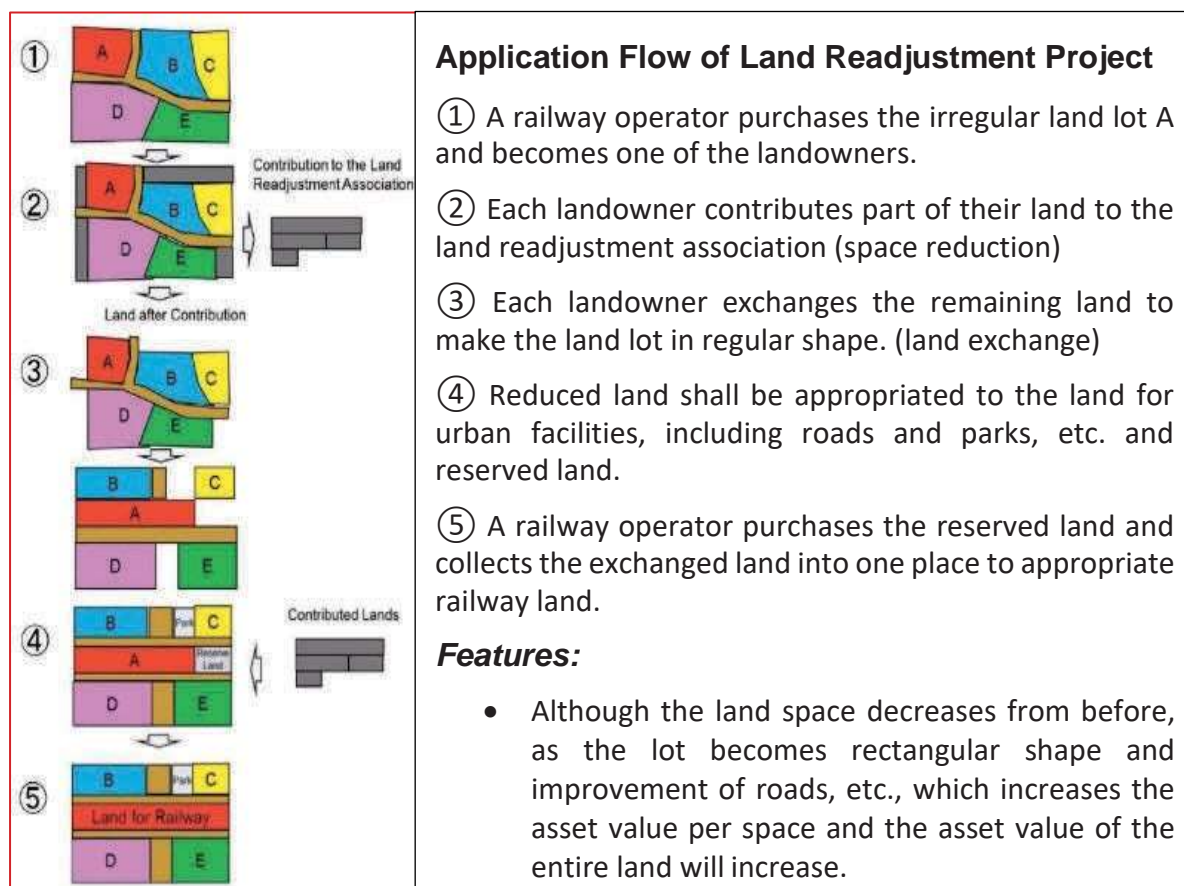 ①
A
B
C
D
E
②
Contribution to the Land
Readjustment Association
A
B
C
D
E
Land after Contribution
③
A
B
C
D
E
B
C
A
D
E
④
Contributed Lands
B
Park
C
A
Reserve
Land
D
E
⑤
B
Park
C
Land for Railway
D
E
Application Flow of Land Readjustment Project
① A railway operator purchases the irregular land lot A
and becomes one of the landowners.
② Each landowner contributes part of their land to the
land readjustment association (space reduction)
③ Each landowner exchanges the remaining land to
make the land lot in regular shape. (land exchange)
④ Reduced land shall be appropriated to the land for
urban facilities, including roads and parks, etc. and
reserved land.
⑤ A railway operator purchases the reserved land and
collects the exchanged land into one place to appropriate
railway land.
Features:
• Although the land space decreases from before,
as the lot becomes rectangular shape and
improvement of roads, etc., which increases the
asset value per space and the asset value of the
entire land will increase.